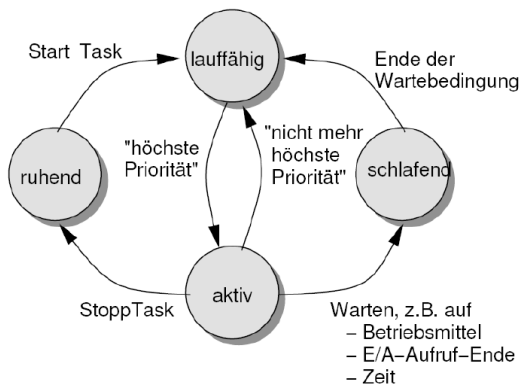 lauffähig
Start Task
Ende der
Wartebedingung
"höchste
Priorität"
"nicht mehr
höchste
Priorität"
ruhend
schlafend
StoppTask
aktiv
Warten, z.B. auf
– Betriebsmittel
– E/A–Aufruf–Ende
– Zeit